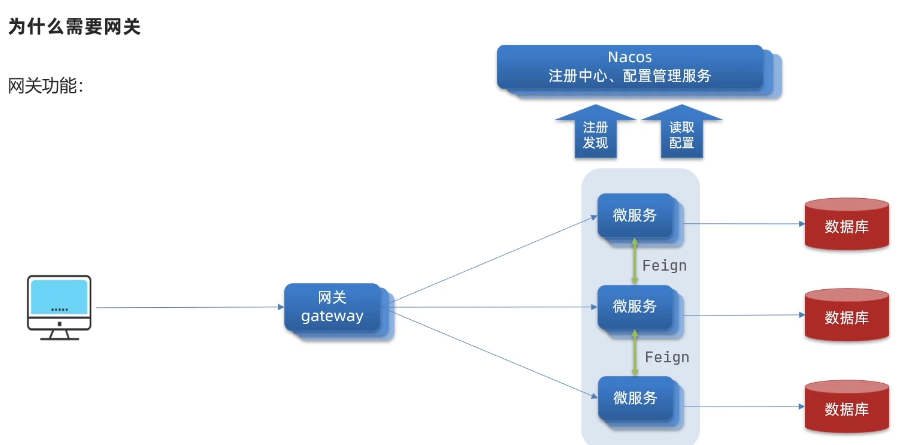 为什么需要网关
网关功能：
Nacos
注册中心、配置管理服务
注册
发现
读取
配置
微服务
数据库
Feign
网关
gateway
微服务
数据库
Feign
微服务
数据库